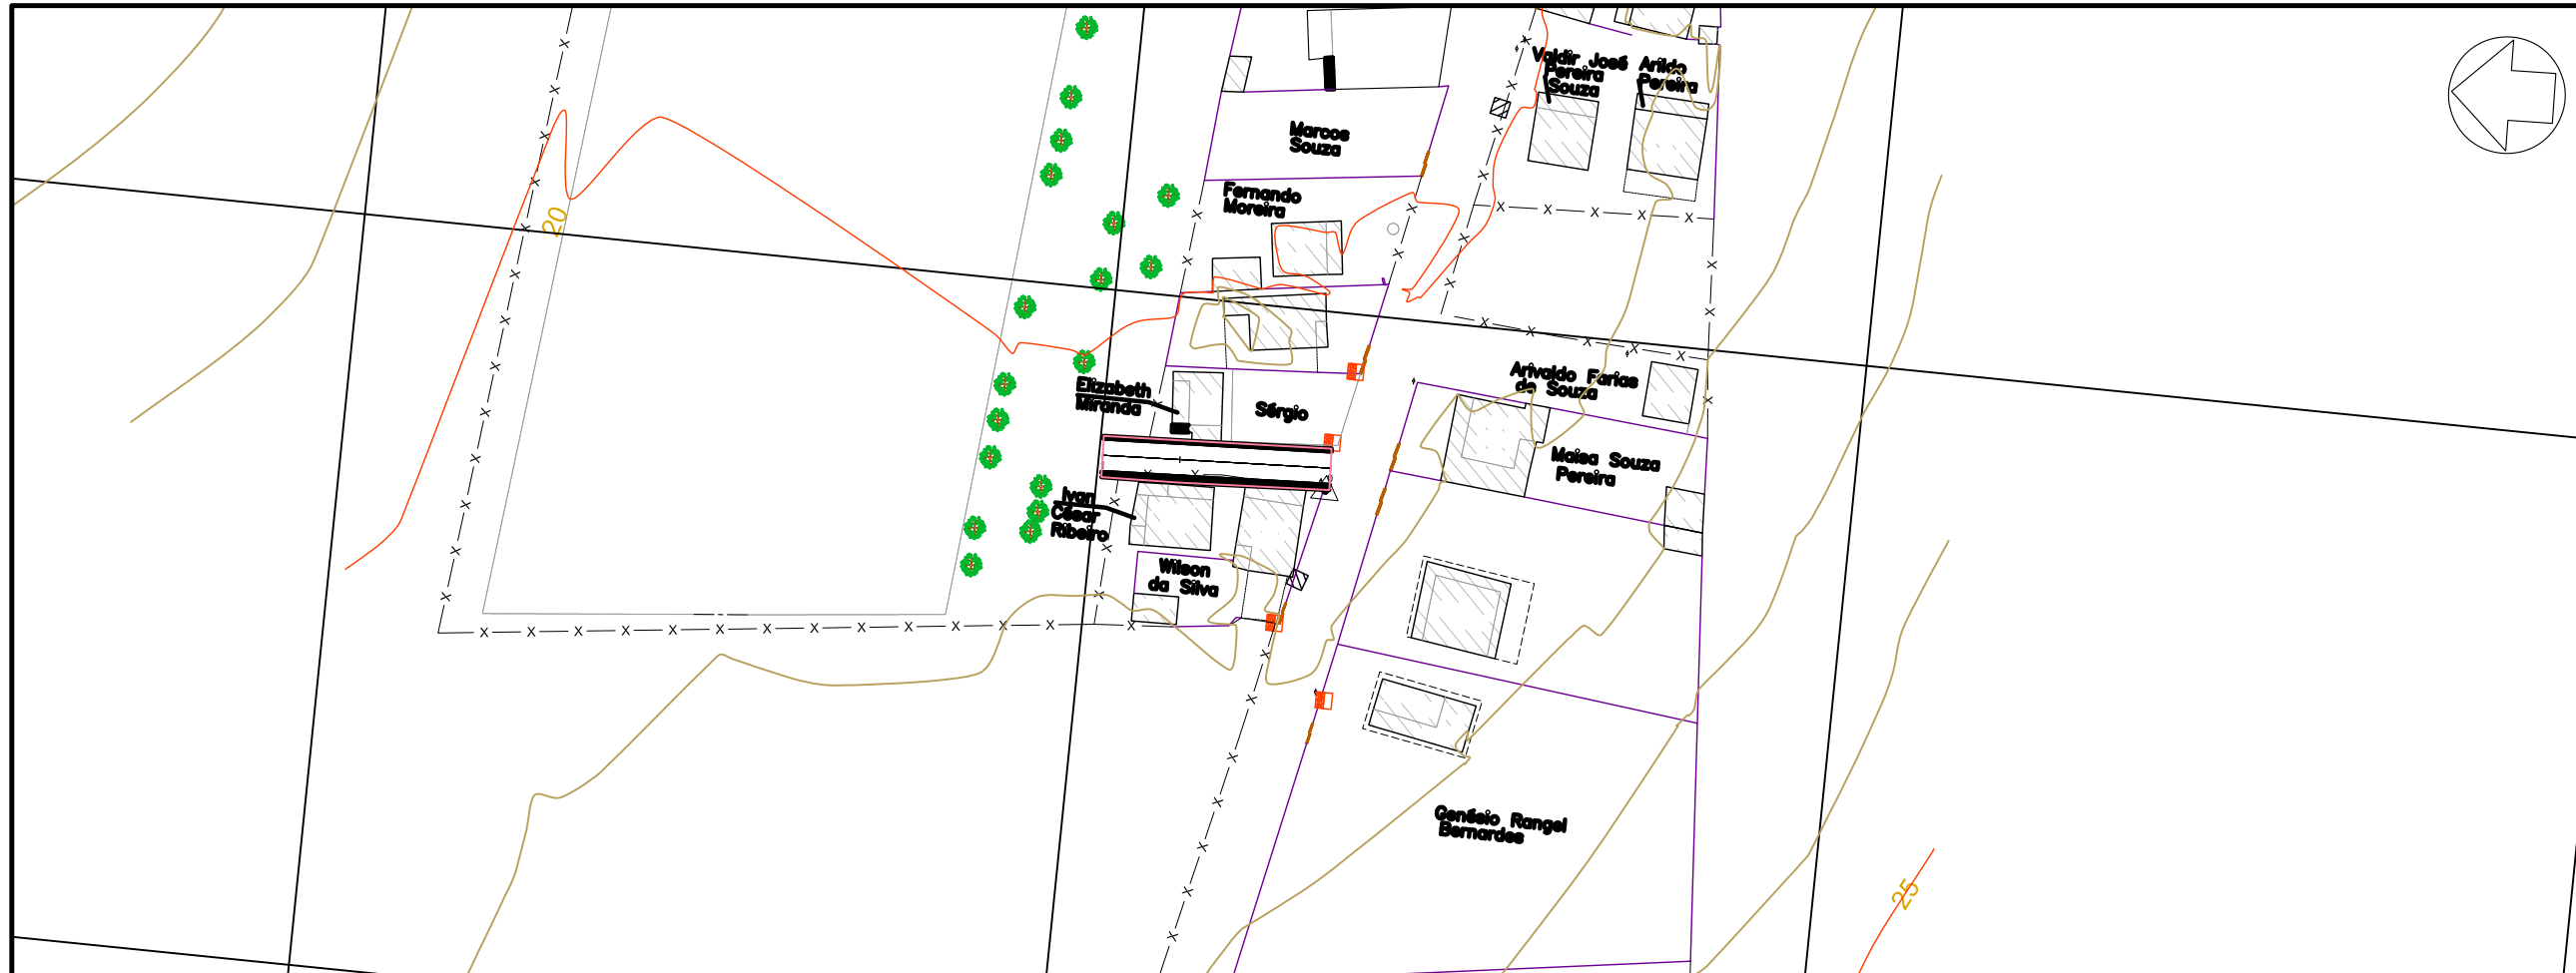 Valdir José
Pereira
Souza
Arildo
Pereira
Marcos
Souza
Fernando
Moreira
20
Elizabeth
Miranda
Sérgio
Arivaldo Farias
de Souza
Maisa Souza
Pereira
Ivan
César
Ribeiro
Wilson
da Silva
Genésio Rangel
Bernardes
25